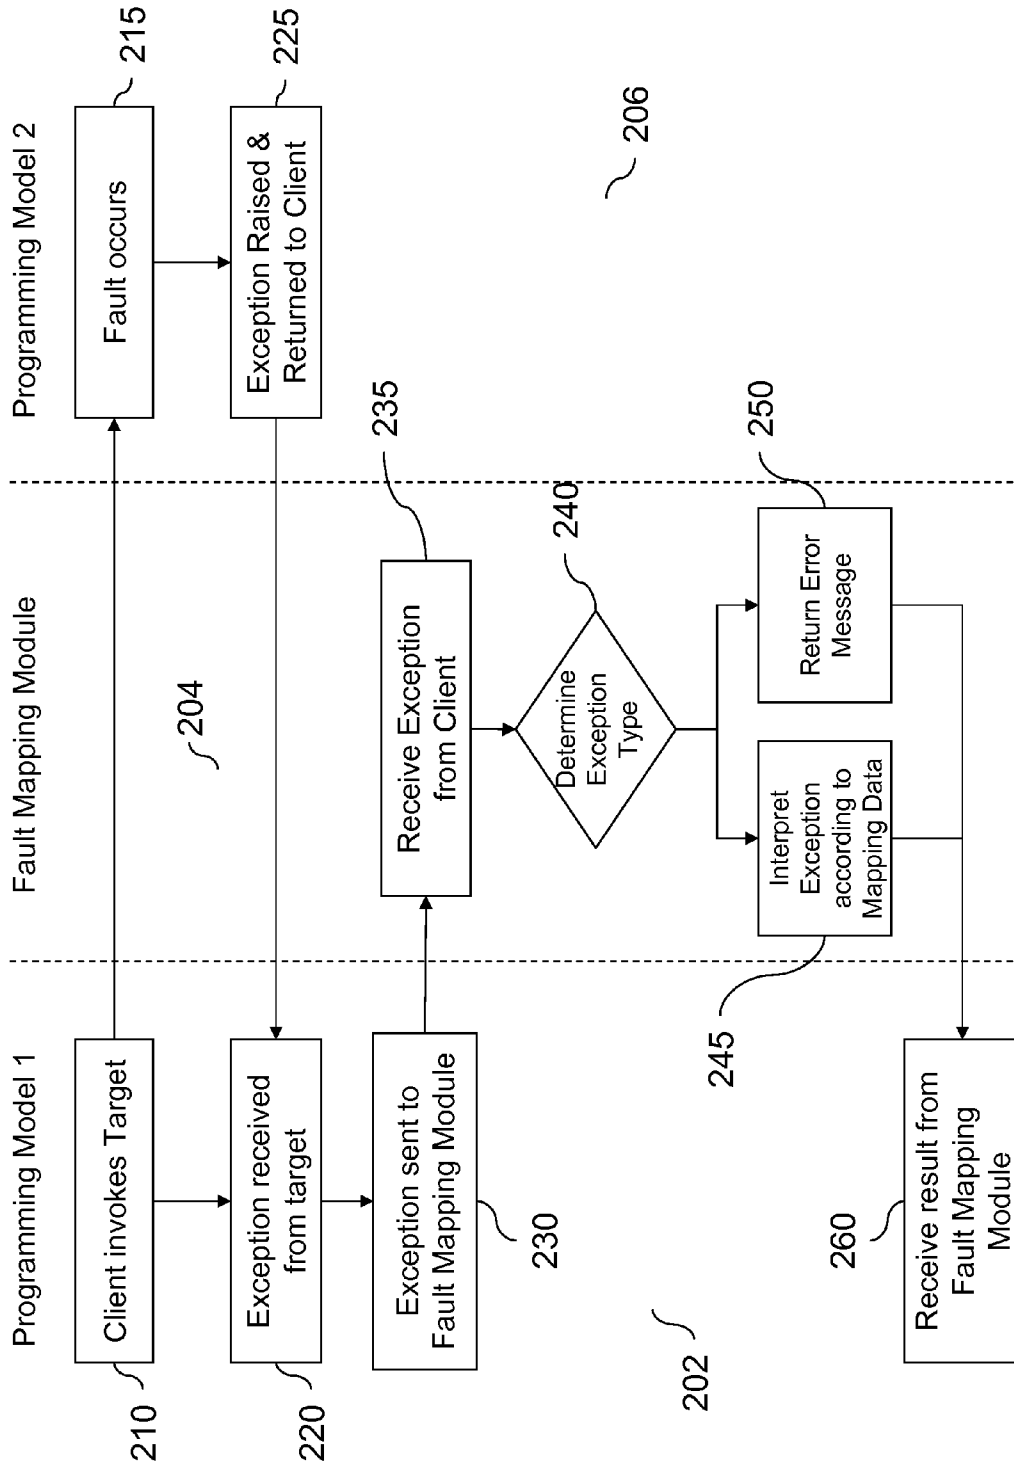 Programming Model 1
Fault Mapping Module
Programming Model 2
210
Client invokes Target
Fault occurs
215
220
Exception received
from target
Exception Raised &
Returned to Client
225
204
Exception sent to
Fault Mapping Module
230
Receive Exception
from Client
235
Determine
Exception
Type
240
206
202
245
Interpret
Exception
according to
Mapping Data
Return Error
Message
250
260
Receive result from
Fault Mapping
Module